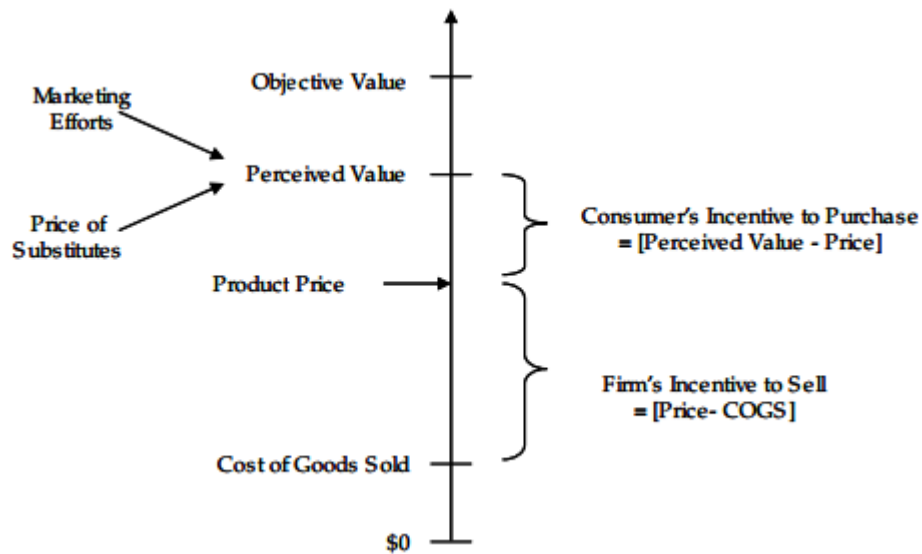 Objective Value
Marketing
Efforts
Perceived Value
Price of
Substitutes
Consumer's Incentive to Purchase
= [Perceived Value - Price]
Product Price
Firm's Incentive to Sell
= [Price- COGS]
Cost of Goods Sold
$0